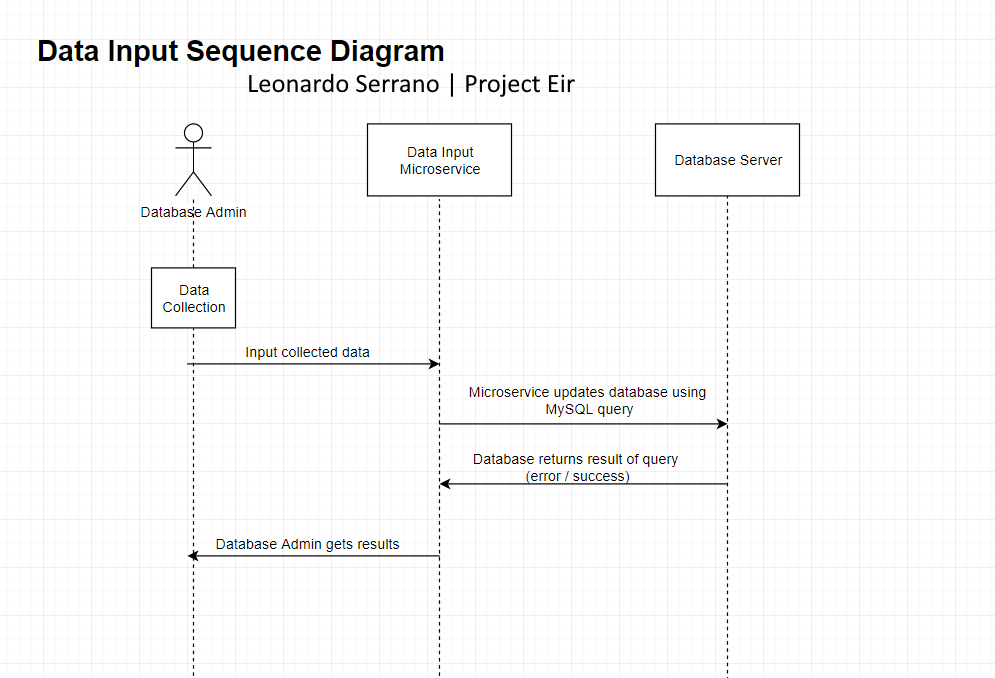 Data Input Sequence Diagram
Leonardo Serrano | Project Eir
Database Admin
Data Input
Microservice
Database Server
Data
Collection
Input collected data
Microservice updates database using
MySQL query
Database returns result of query
(error / success)
Database Admin gets results